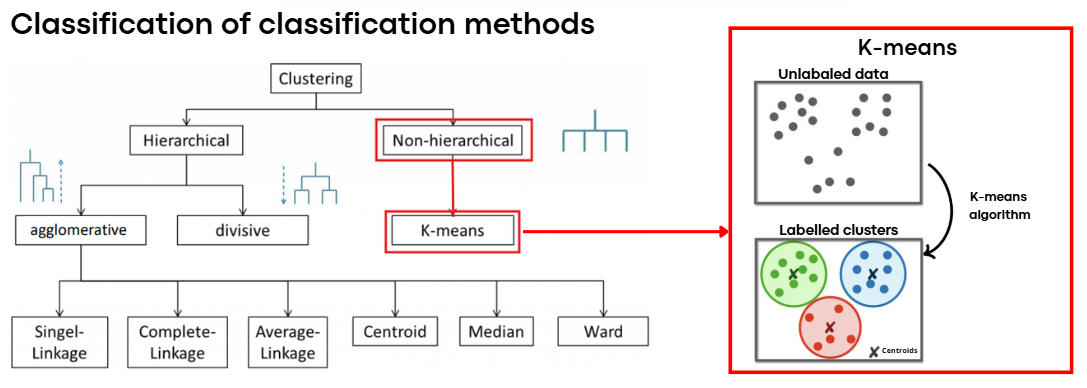 Classification of classification methods
Clustering
Hierarchical
Non-hierarchical
agglomerative
divisive
K-means
Singel-
Linkage
Complete-
Linkage
Average-
Linkage
Centroid
Median
Ward
K-means
Unlabaled data
K-means
algorithm
Labelled clusters
Centroids